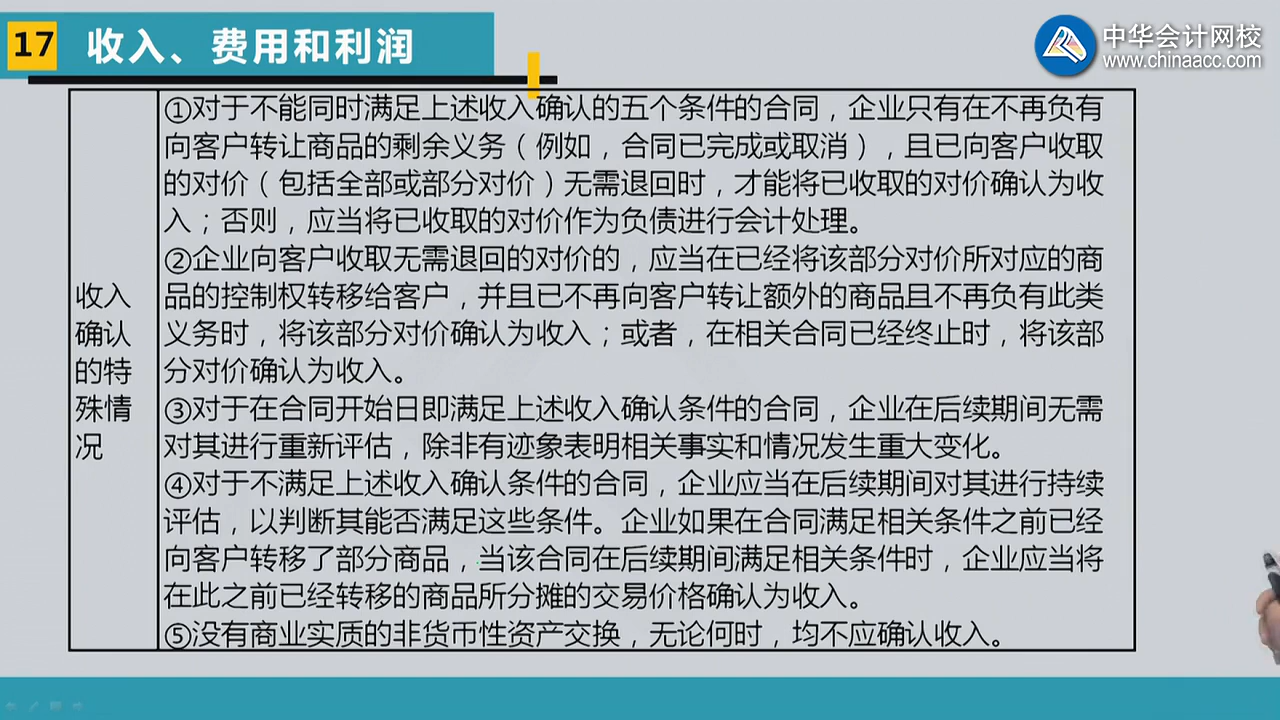 17 收入、费用和利润
中华会计网校
www.chinaacc.com
收入
确认
的特
殊情
况
①对于不能同时满足上述收入确认的五个条件的合同，企业只有在不再负有
向客户转让商品的剩余义务（例如，合同已完成或取消），且已向客户收取
的对价（包括全部或部分对价）无需退回时，才能将已收取的对价确认为收
入；否则，应当将已收取的对价作为负债进行会计处理。
②企业向客户收取无需退回的对价的，应当在已经将该部分对价所对应的商
品的控制权转移给客户，并且已不再向客户转让额外的商品且不再负有此类
义务时，将该部分对价确认为收入；或者，在相关合同已经终止时，将该部
分对价确认为收入。
③对于在合同开始日即满足上述收入确认条件的合同，企业在后续期间无需
对其进行重新评估，除非有迹象表明相关事实和情况发生重大变化。
④对于不满足上述收入确认条件的合同，企业应当在后续期间对其进行持续
评估，以判断其能否满足这些条件。企业如果在合同满足相关条件之前已经
向客户转移了部分商品，当该合同在后续期间满足相关条件时，企业应当将
在此之前已经转移的商品所分摊的交易价格确认为收入。
⑤没有商业实质的非货币性资产交换，无论何时，均不应确认收入。